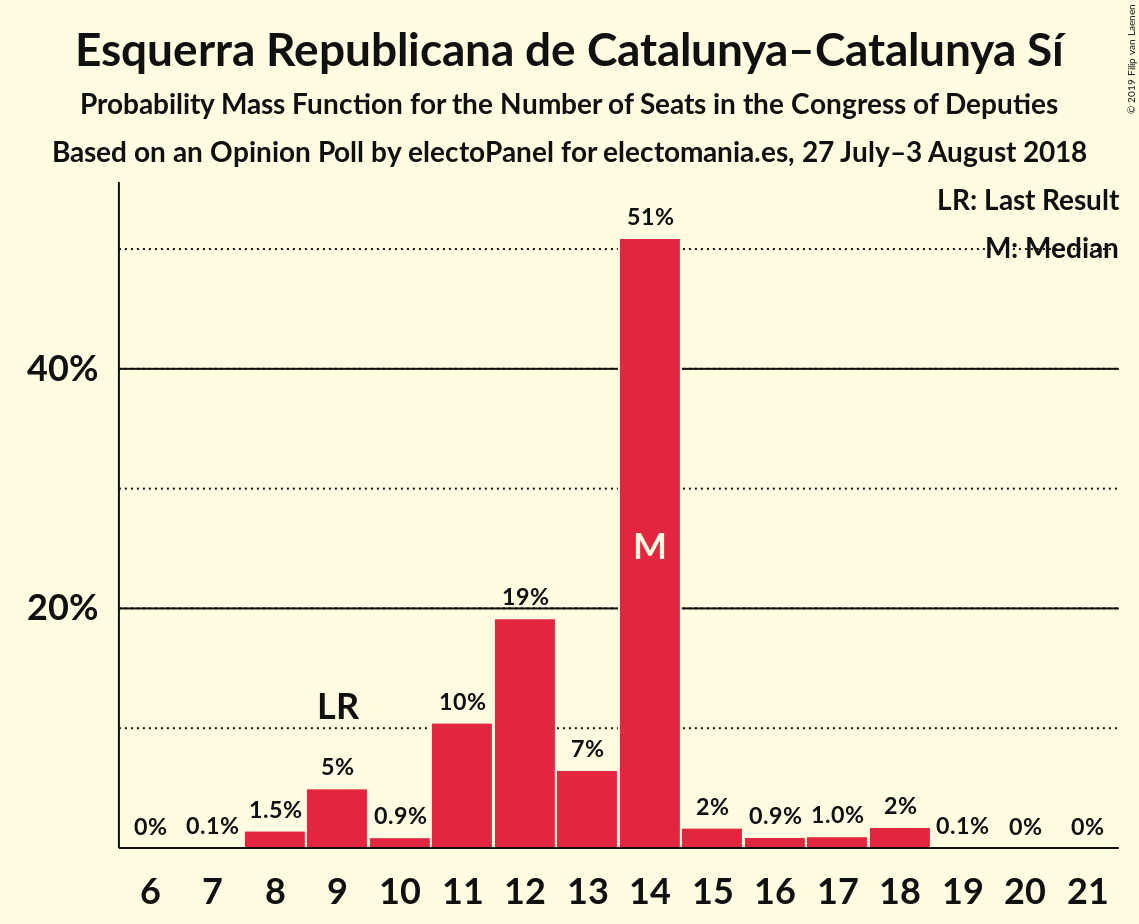 Esquerra Republicana de Catalunya–Catalunya Sí
Probability Mass Function for the Number of Seats in the Congress of Deputies
Based on an Opinion Poll by electoPanel for electomania.es, 27 July–3 August 2018
© 2019 Filip van Laenen
LR: Last Result
M: Median
51%
40%
M
20%
19%
LR
10%
7%
5%
0% 0.1% 1.5% 0.9% 2% 0.9% 1.0% 2% 0.1% 0% 0%
6 7 8 9 10 11 12 13 14 15 16 17 18 19 20 21